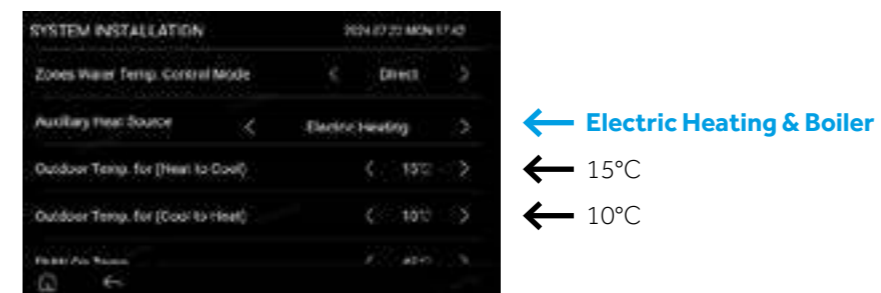 SYSTEM INSTALLATION 2024-07-22 MON 17:42
Zones Water Temp. Control Mode < Direct >
Auxiliary Heat Source < Electric Heating >
Electric Heating & Boiler
Outdoor Temp. for (Heat to Cool) < 15°C >
15°C
Outdoor Temp. for (Cool to Heat) < 10°C >
10°C